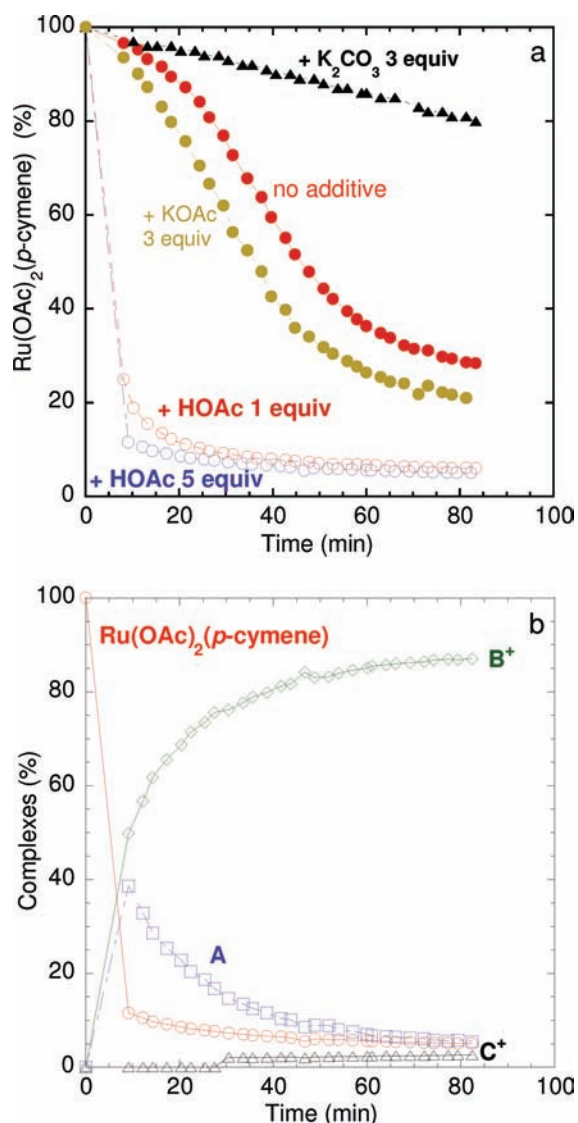 a
100
80
60
40
20
0
Ru(OAc)₂(p-cymene) (%)
+ K₂CO₃ 3 equiv
no additive
+ KOAc
3 equiv
+ HOAc 1 equiv
+ HOAc 5 equiv
0 20 40 60 80 100
Time (min)
b
100
80
60
40
20
0
Complexes (%)
Ru(OAc)₂(p-cymene)
B⁺
A
C⁺
0 20 40 60 80 100
Time (min)